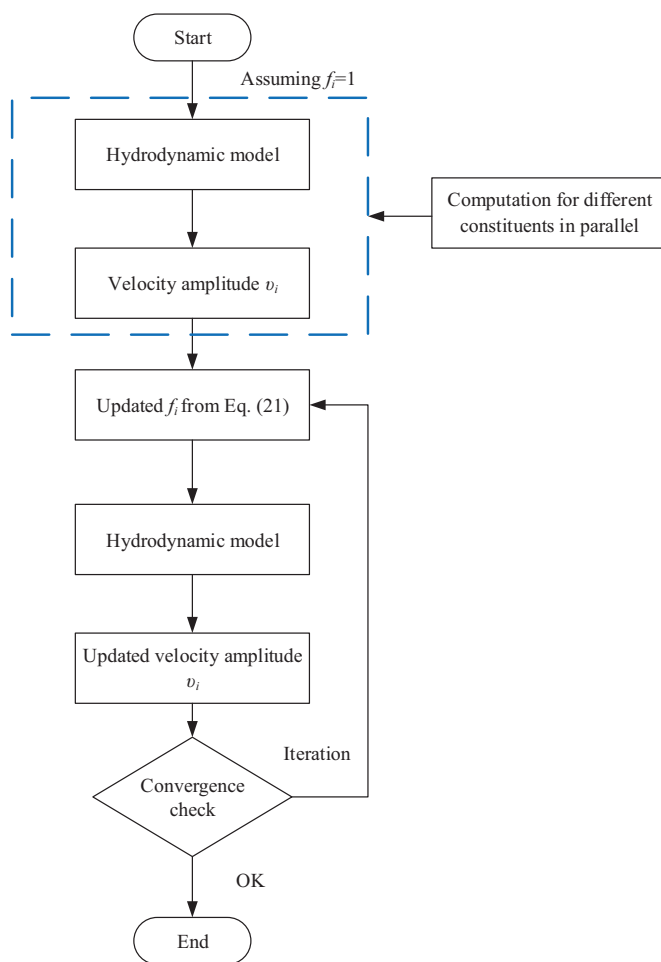 Start
Assuming fᵢ=1
Hydrodynamic model
Computation for different
constituents in parallel
Velocity amplitude υᵢ
Updated fᵢ from Eq. (21)
Hydrodynamic model
Updated velocity amplitude
υᵢ
Iteration
Convergence
check
OK
End